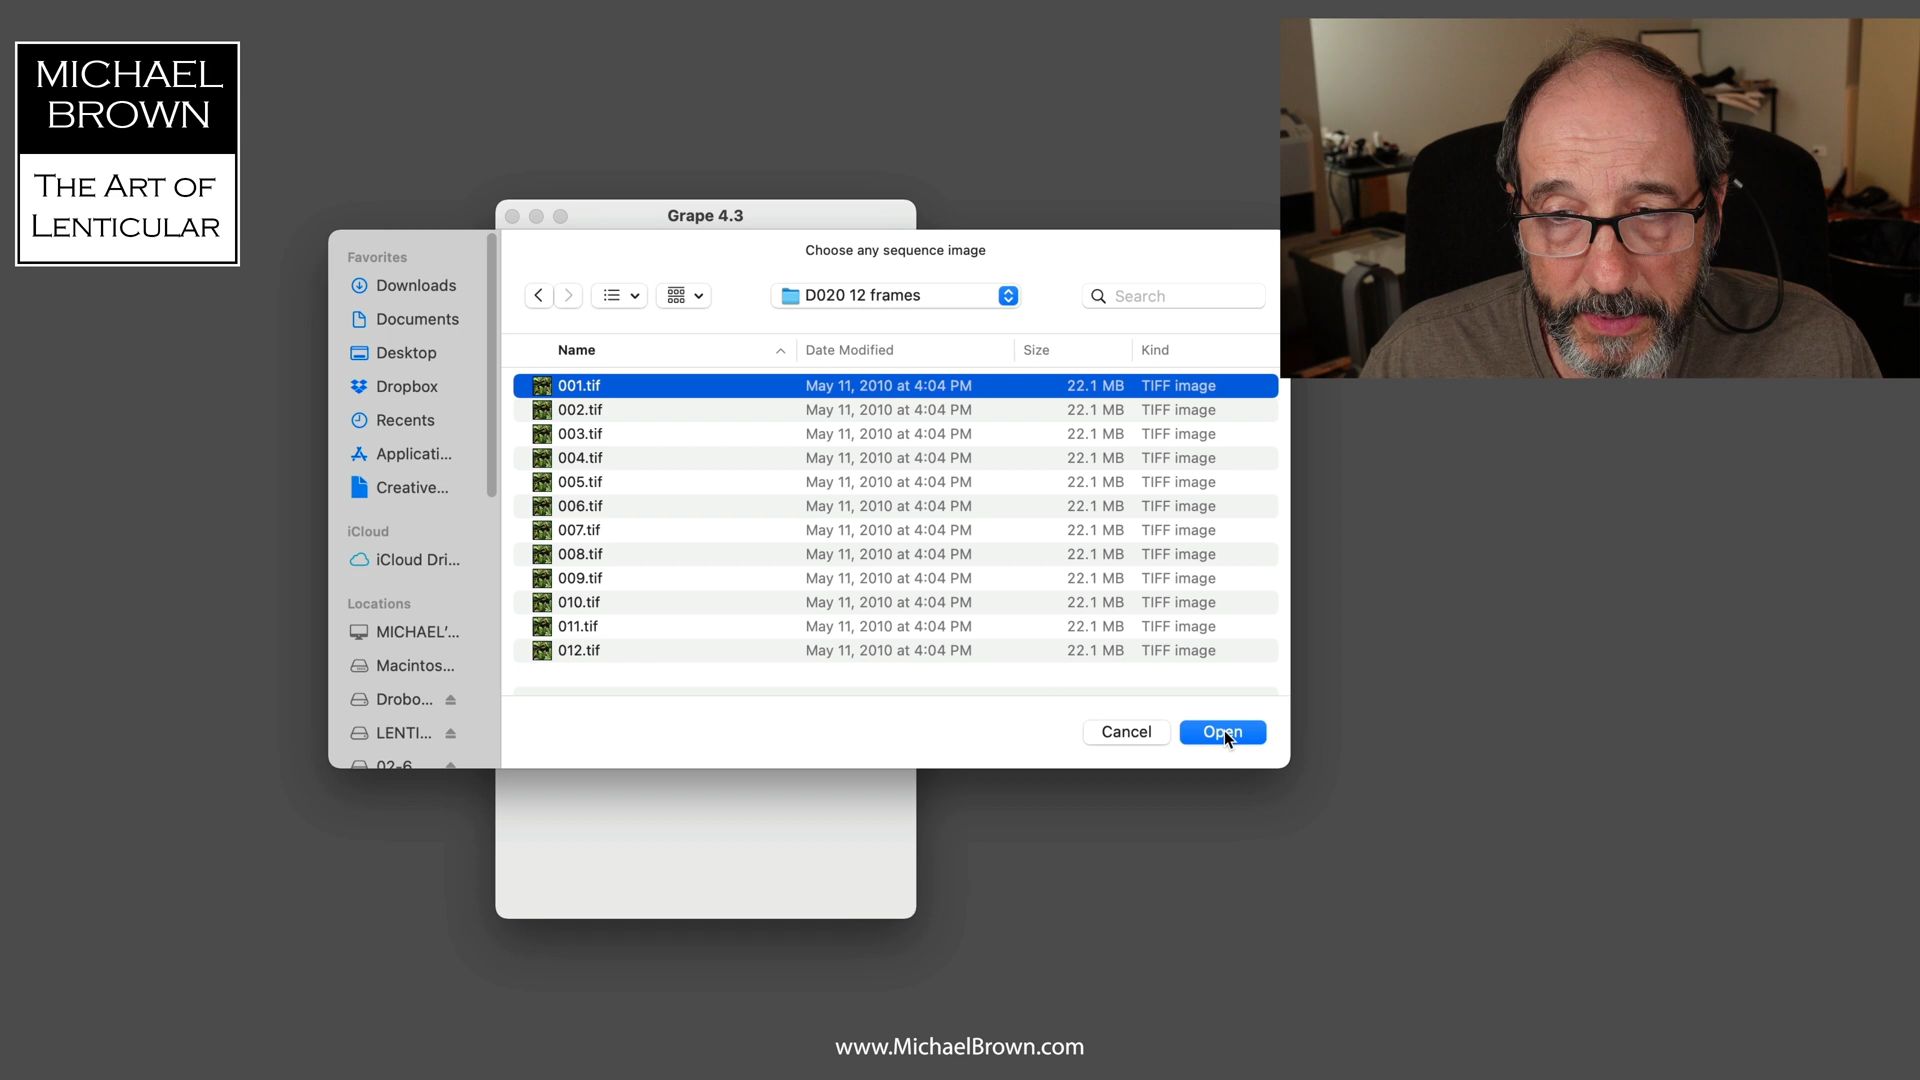 MICHAEL
BROWN
THE ART OF
LENTICULAR
Grape 4.3
Favorites
Downloads
Documents
Desktop
Dropbox
Recents
Applicati...
Creative...
iCloud
iCloud Dri...
Locations
MICHAEL'...
Macintos...
Drobo...
LENTI...
02-6
Choose any sequence image
D020 12 frames
Search
Name Date Modified Size Kind
001.tif May 11, 2010 at 4:04 PM 22.1 MB TIFF image
002.tif May 11, 2010 at 4:04 PM 22.1 MB TIFF image
003.tif May 11, 2010 at 4:04 PM 22.1 MB TIFF image
004.tif May 11, 2010 at 4:04 PM 22.1 MB TIFF image
005.tif May 11, 2010 at 4:04 PM 22.1 MB TIFF image
006.tif May 11, 2010 at 4:04 PM 22.1 MB TIFF image
007.tif May 11, 2010 at 4:04 PM 22.1 MB TIFF image
008.tif May 11, 2010 at 4:04 PM 22.1 MB TIFF image
009.tif May 11, 2010 at 4:04 PM 22.1 MB TIFF image
010.tif May 11, 2010 at 4:04 PM 22.1 MB TIFF image
011.tif May 11, 2010 at 4:04 PM 22.1 MB TIFF image
012.tif May 11, 2010 at 4:04 PM 22.1 MB TIFF image
Cancel Open
www.MichaelBrown.com